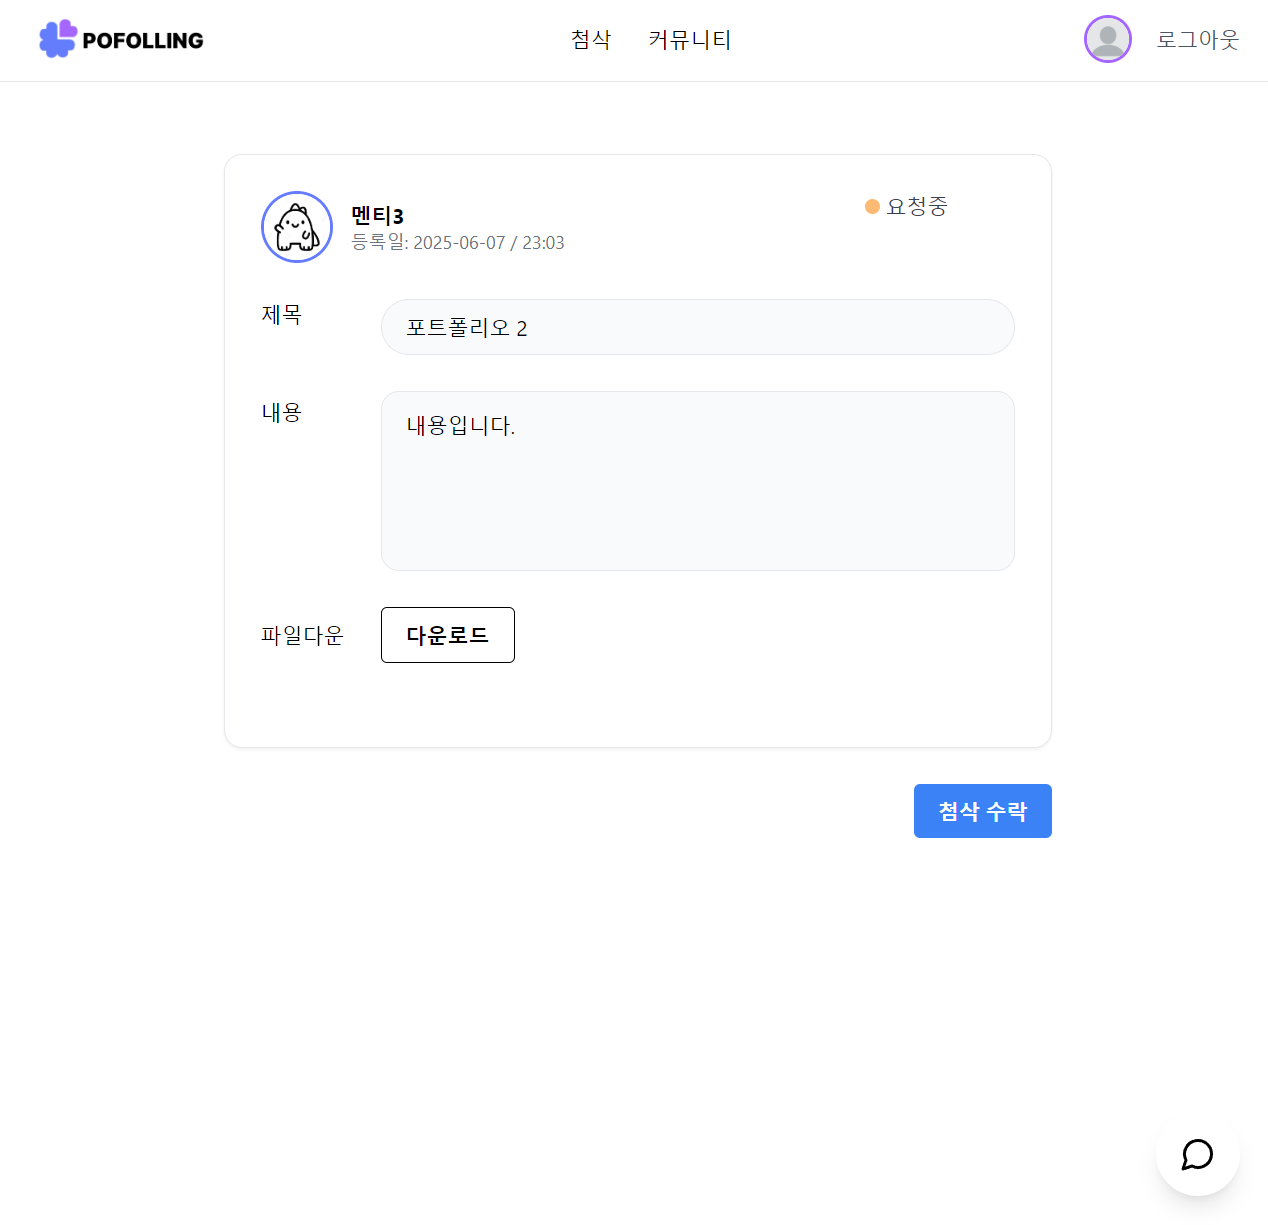 POFOLLING
첨삭
커뮤니티
로그아웃
멘티3
요청중
등록일: 2025-06-07 / 23:03
제목
포트폴리오 2
내용
내용입니다.
파일다운
다운로드
첨삭 수락